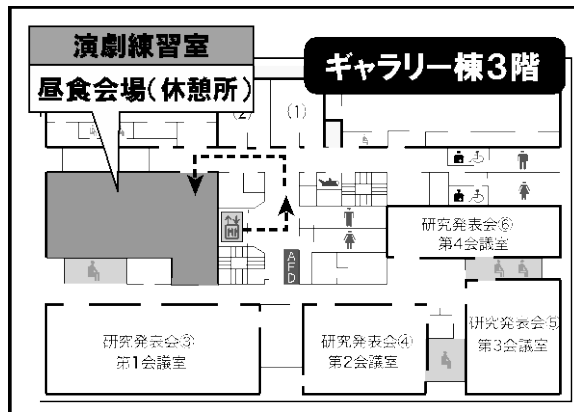 演劇練習室
昼食会場(休憩所)
ギャラリー棟3階
(2)
(1)
研究発表会⑥
第4会議室
AED
研究発表会③
第1会議室
研究発表会④
第2会議室
研究発表会⑤
第3会議室